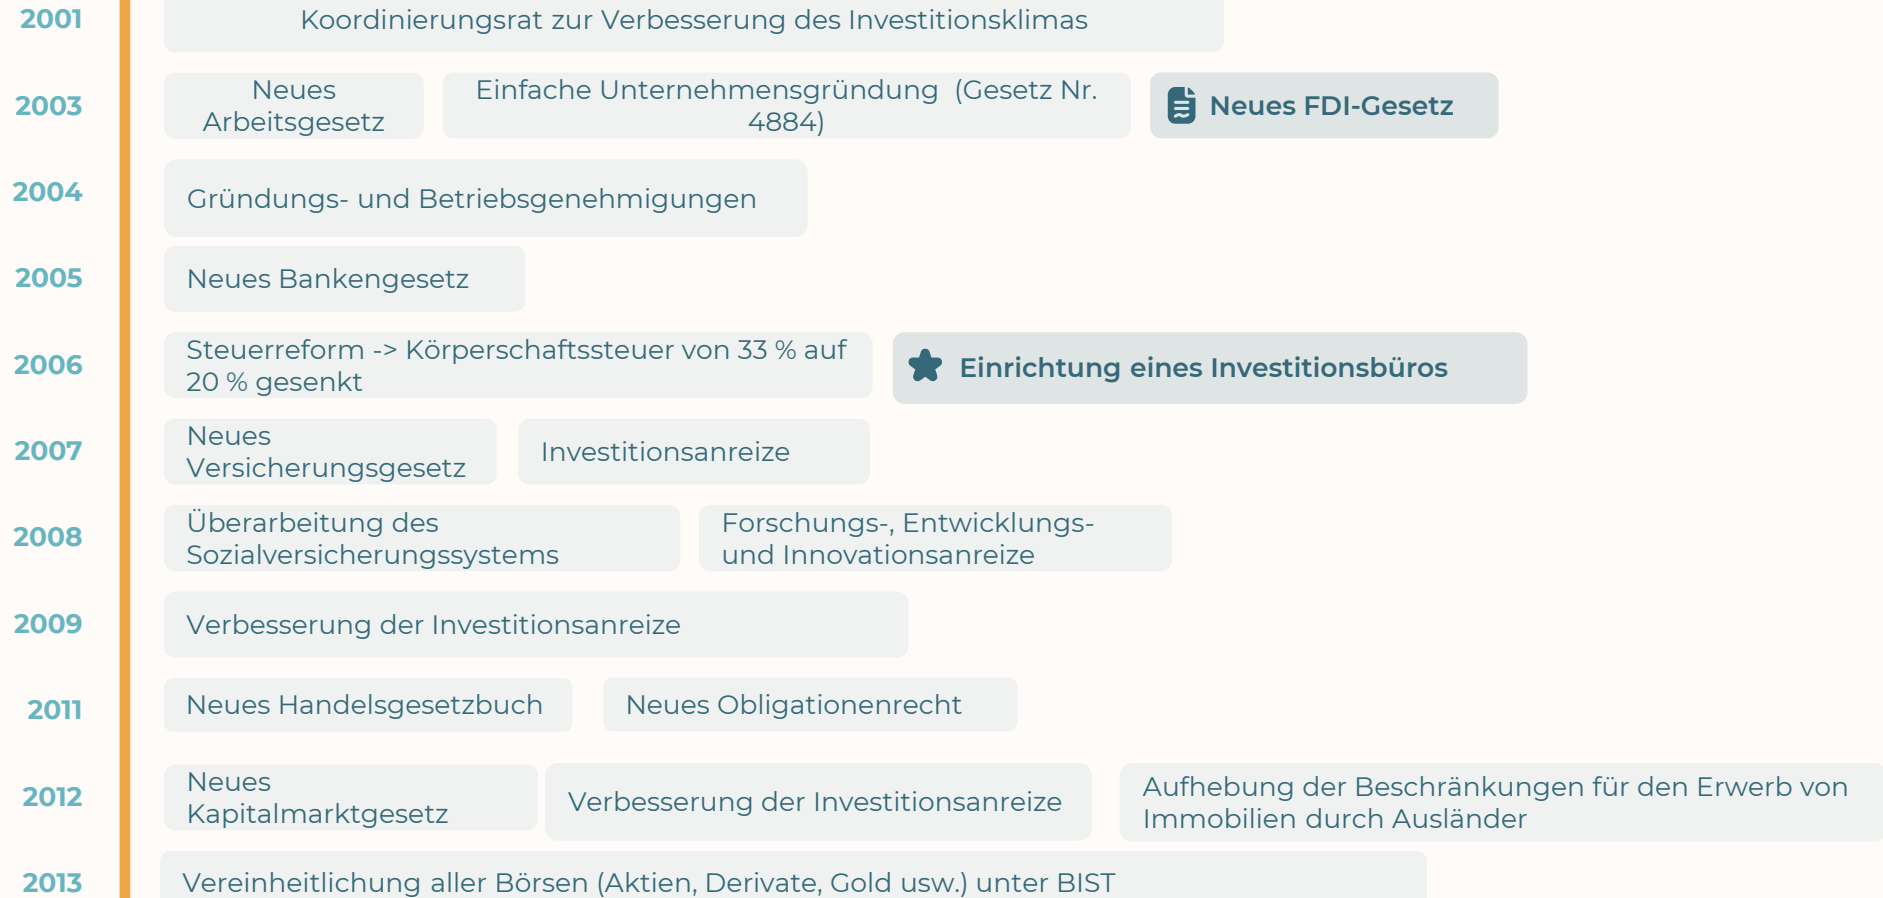 2001
Koordinierungsrat zur Verbesserung des Investitionsklimas
2003
Neues
Arbeitsgesetz
Einfache Unternehmensgründung (Gesetz Nr.
4884)
Neues FDI-Gesetz
2004
Gründungs- und Betriebsgenehmigungen
2005
Neues Bankengesetz
2006
Steuerreform -> Körperschaftssteuer von 33 % auf
20 % gesenkt
Einrichtung eines Investitionsbüros
2007
Neues
Versicherungsgesetz
Investitionsanreize
2008
Überarbeitung des
Sozialversicherungssystems
Forschungs-, Entwicklungs-
und Innovationsanreize
2009
Verbesserung der Investitionsanreize
2011
Neues Handelsgesetzbuch
Neues Obligationenrecht
2012
Neues
Kapitalmarktgesetz
Verbesserung der Investitionsanreize
Aufhebung der Beschränkungen für den Erwerb von
Immobilien durch Ausländer
2013
Vereinheitlichung aller Börsen (Aktien, Derivate, Gold usw.) unter BIST